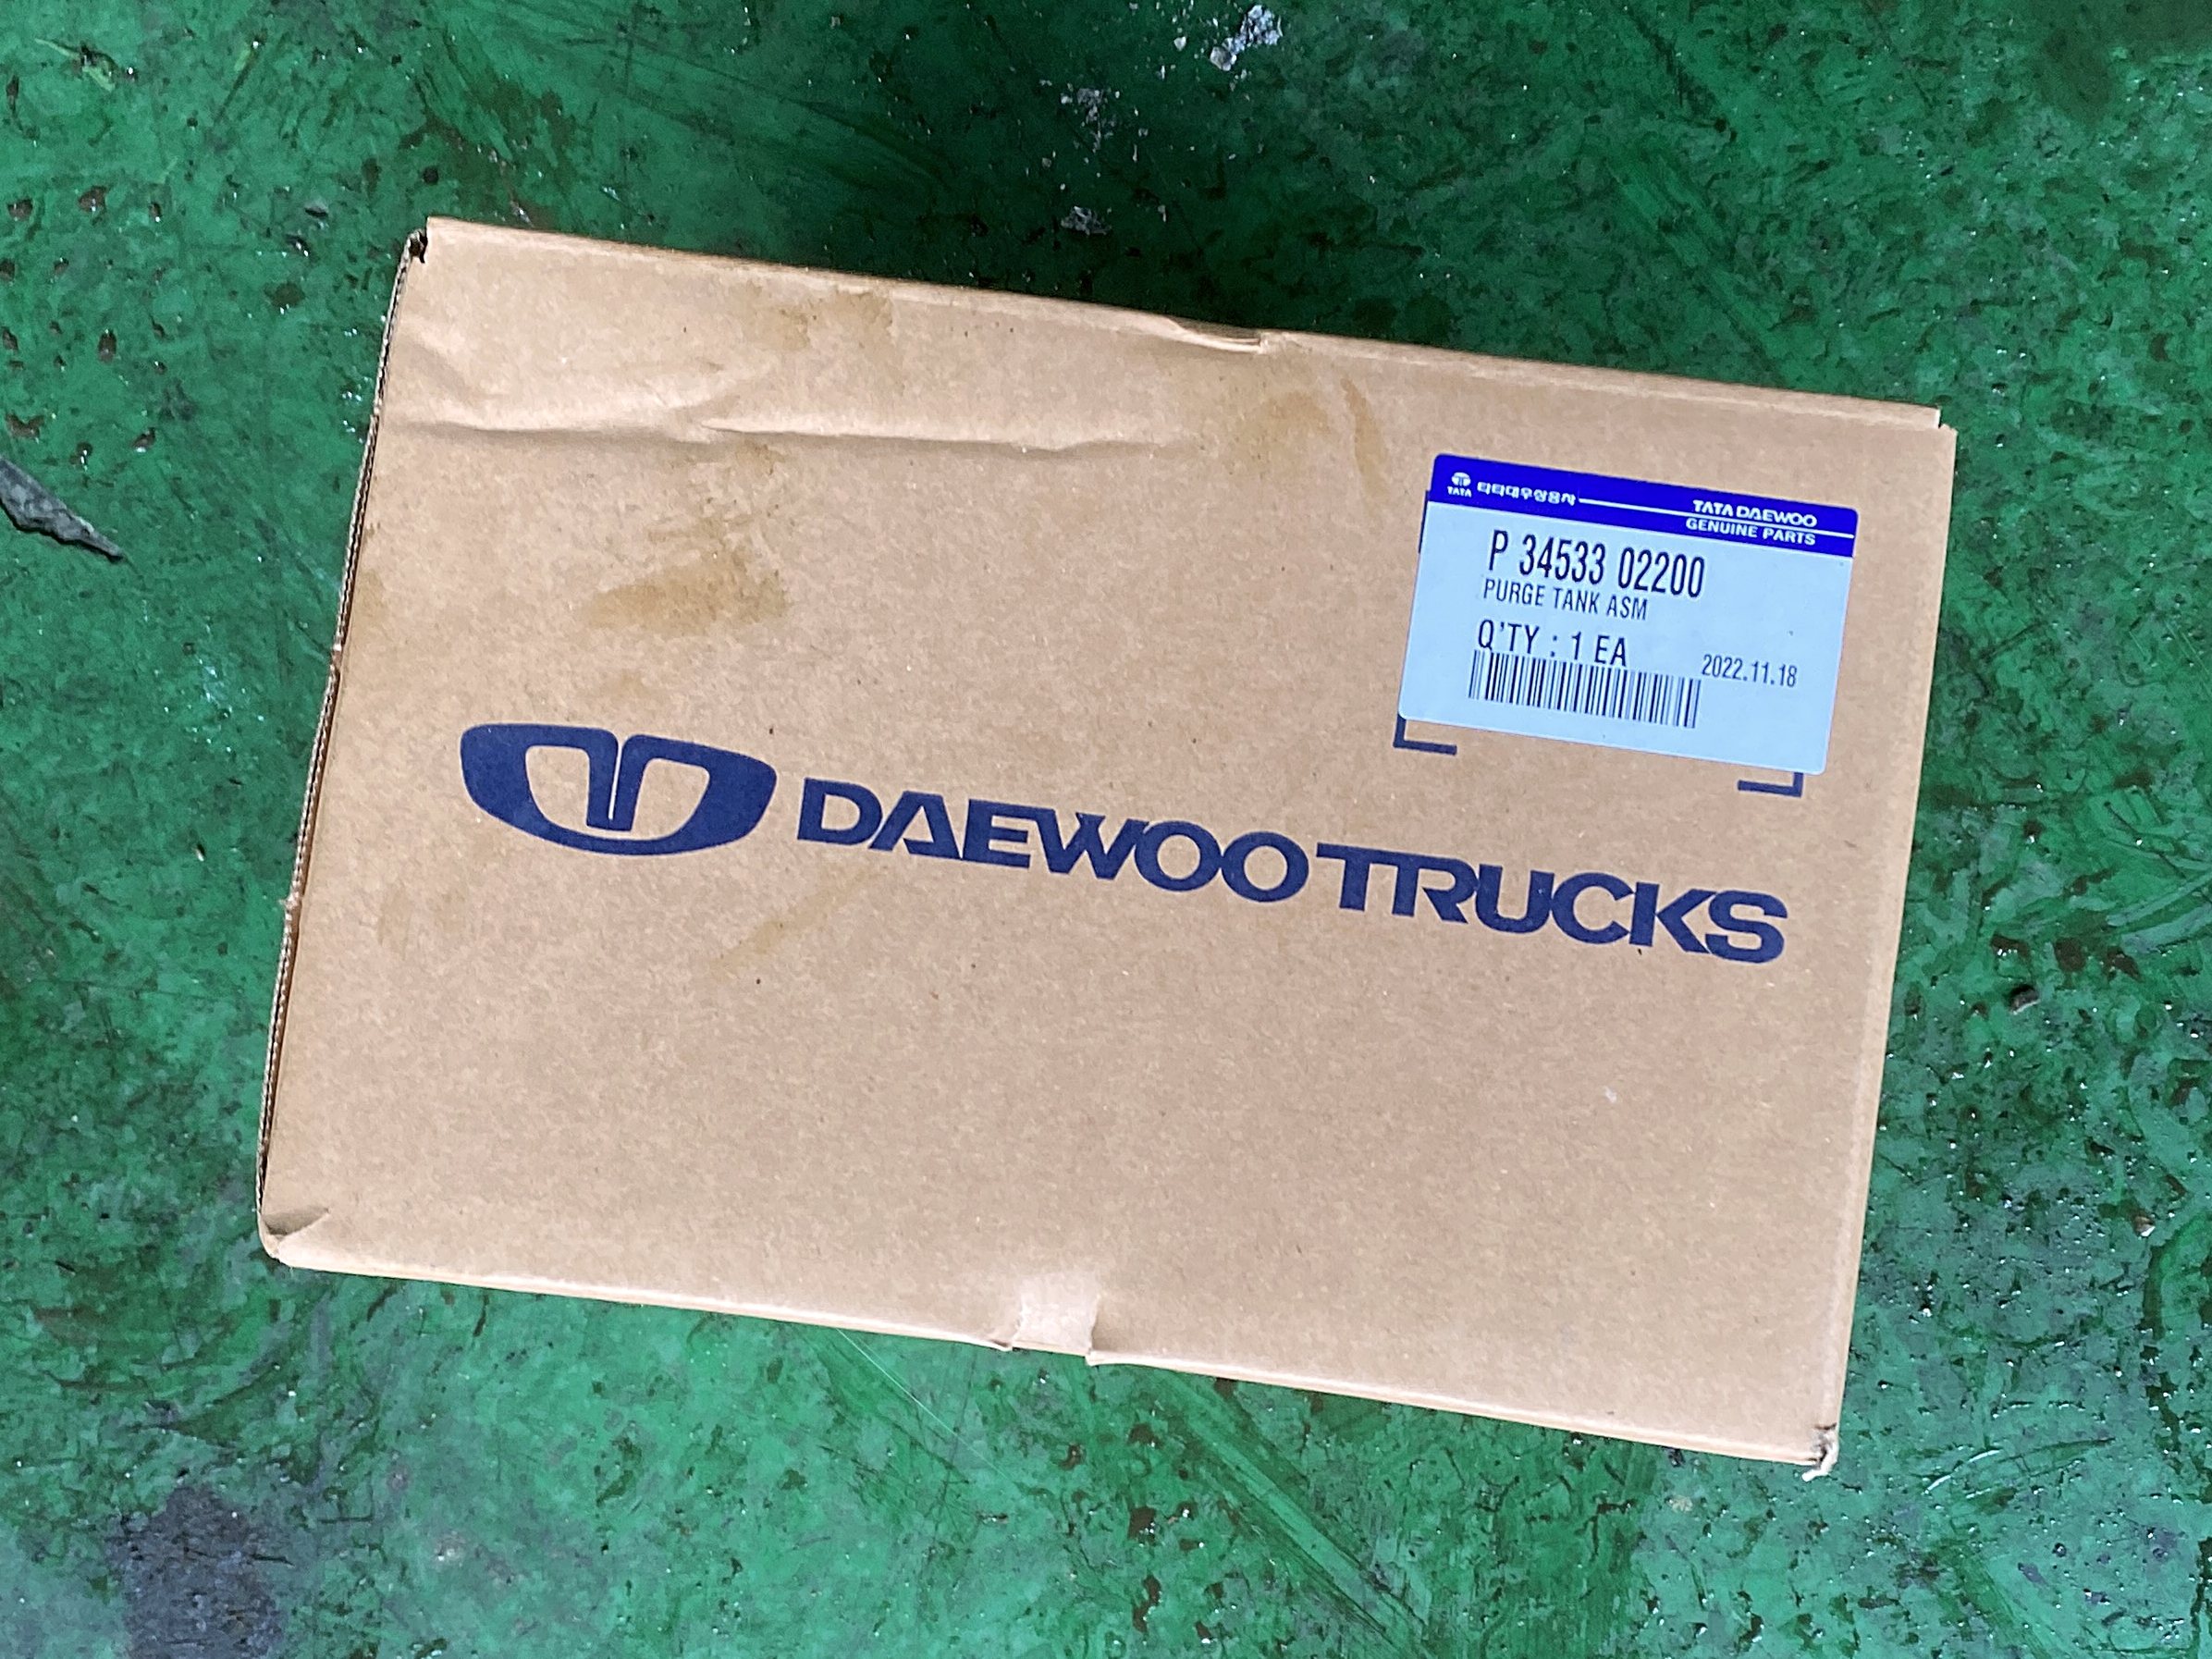 TATA 타타대우상용차
TATA DAEWOO
GENUINE PARTS
P 34533 02200
PURGE TANK ASM
Q'TY : 1 EA
2022.11.18
DAEWOO TRUCKS